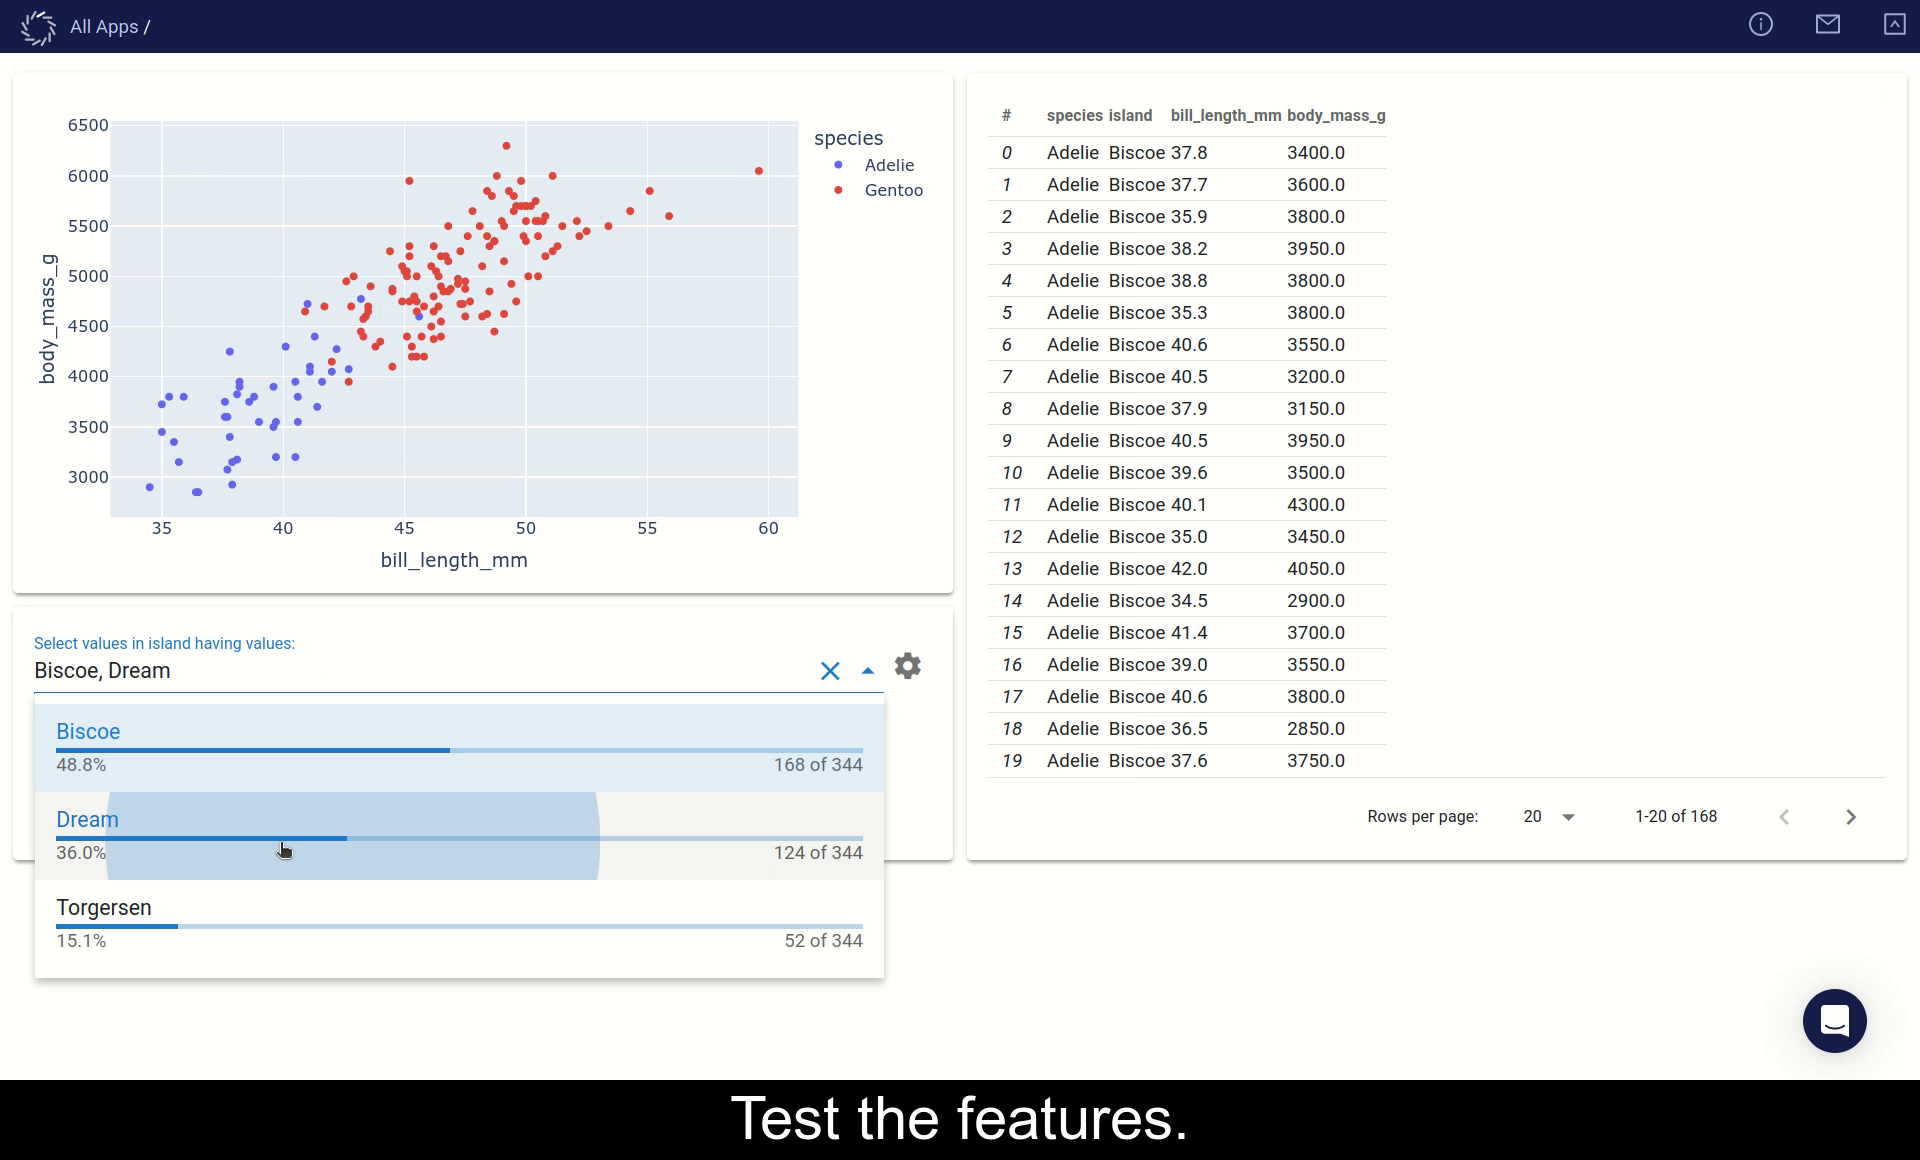 All Apps /
6500
6000
5500
5000
4500
4000
3500
3000
body_mass_g
35 40 45 50 55 60
bill_length_mm
species
Adelie
Gentoo
# species island bill_length_mm body_mass_g
0 Adelie Biscoe 37.8 3400.0
1 Adelie Biscoe 37.7 3600.0
2 Adelie Biscoe 35.9 3800.0
3 Adelie Biscoe 38.2 3950.0
4 Adelie Biscoe 38.8 3800.0
5 Adelie Biscoe 35.3 3800.0
6 Adelie Biscoe 40.6 3550.0
7 Adelie Biscoe 40.5 3200.0
8 Adelie Biscoe 37.9 3150.0
9 Adelie Biscoe 40.5 3950.0
10 Adelie Biscoe 39.6 3500.0
11 Adelie Biscoe 40.1 4300.0
12 Adelie Biscoe 35.0 3450.0
13 Adelie Biscoe 42.0 4050.0
14 Adelie Biscoe 34.5 2900.0
15 Adelie Biscoe 41.4 3700.0
16 Adelie Biscoe 39.0 3550.0
17 Adelie Biscoe 40.6 3800.0
18 Adelie Biscoe 36.5 2850.0
19 Adelie Biscoe 37.6 3750.0
Rows per page: 20 1-20 of 168
Select values in island having values:
Biscoe, Dream
Biscoe
48.8% 168 of 344
Dream
36.0% 124 of 344
Torgersen
15.1% 52 of 344
Test the features.